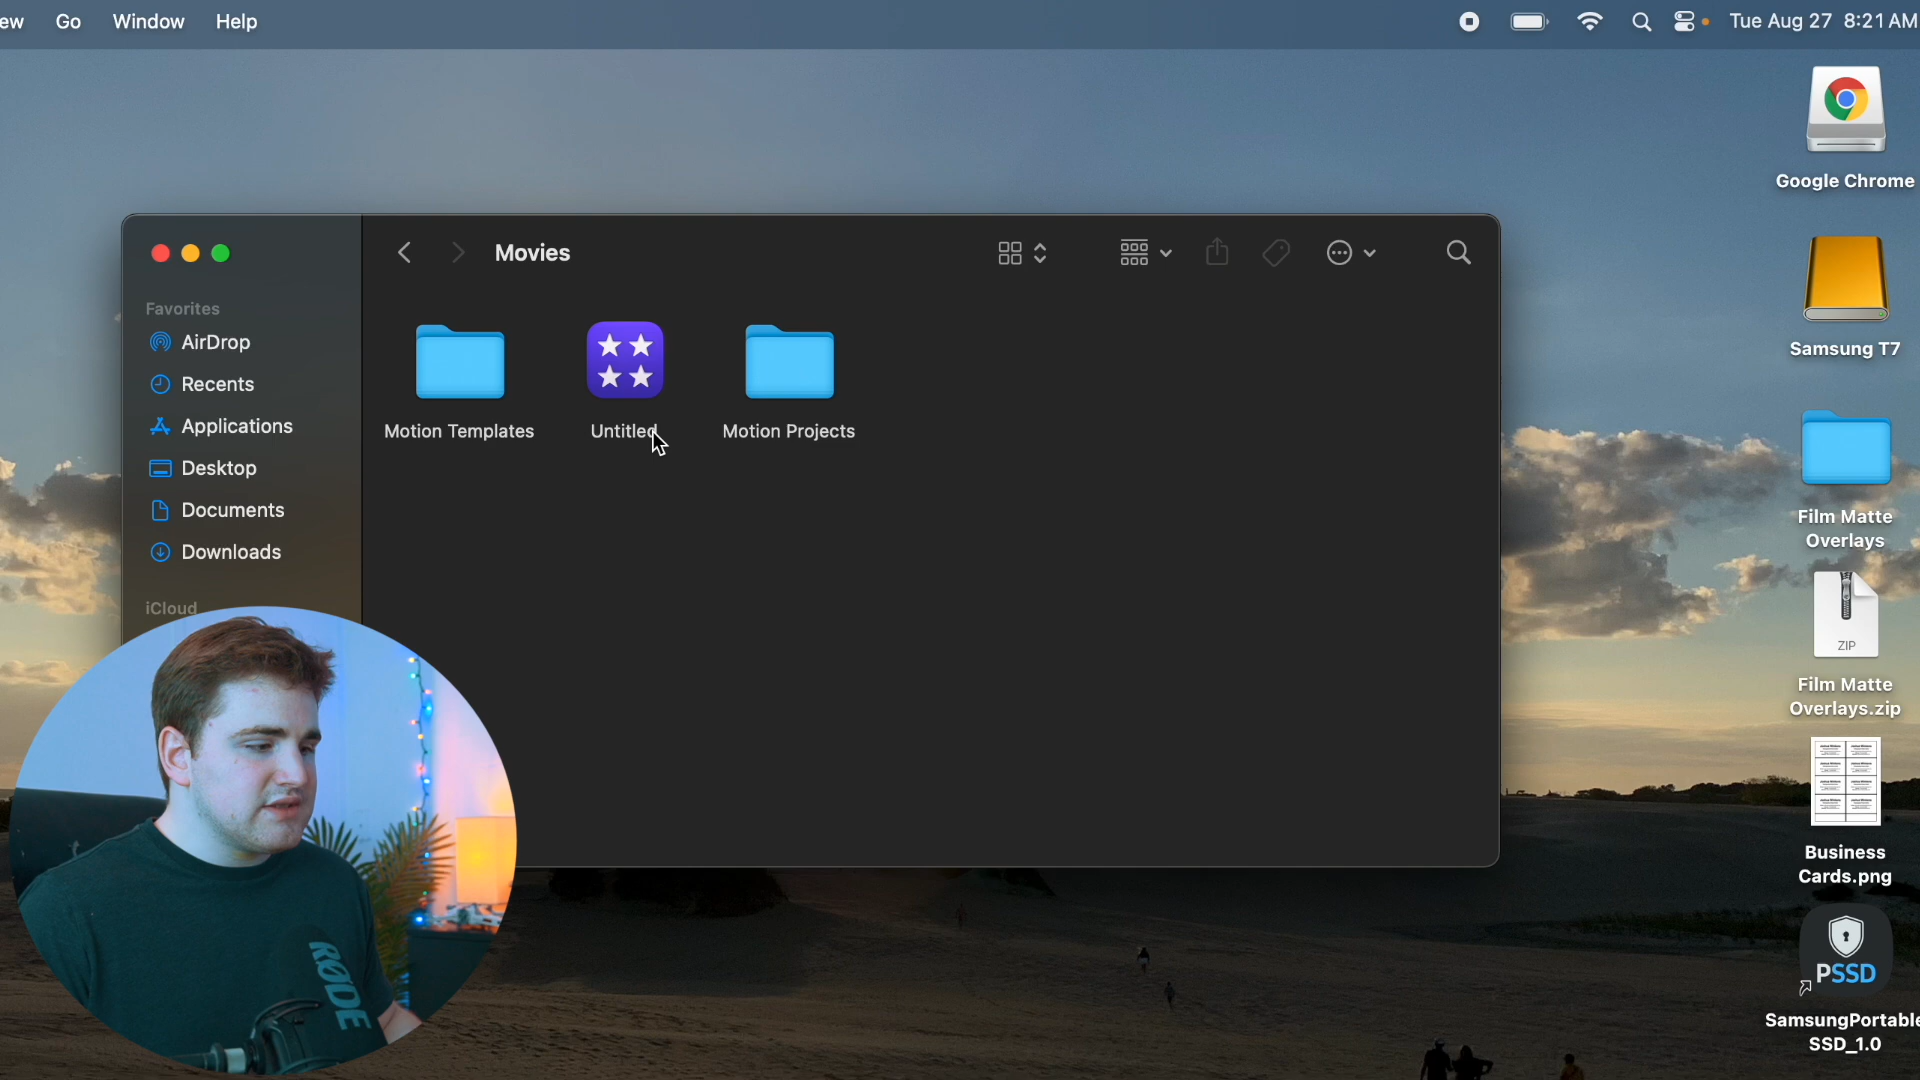 ew Go Window Help Tue Aug 27 8:21 AM
Movies
Favorites
AirDrop
Recents
Applications
Desktop
Documents
Downloads
iCloud
Motion Templates
Untitled
Motion Projects
Google Chrome
Samsung T7
Film Matte
Overlays
ZIP
Film Matte
Overlays.zip
Business
Cards.png
PSSD
SamsungPortable
SSD_1.0
RØDE